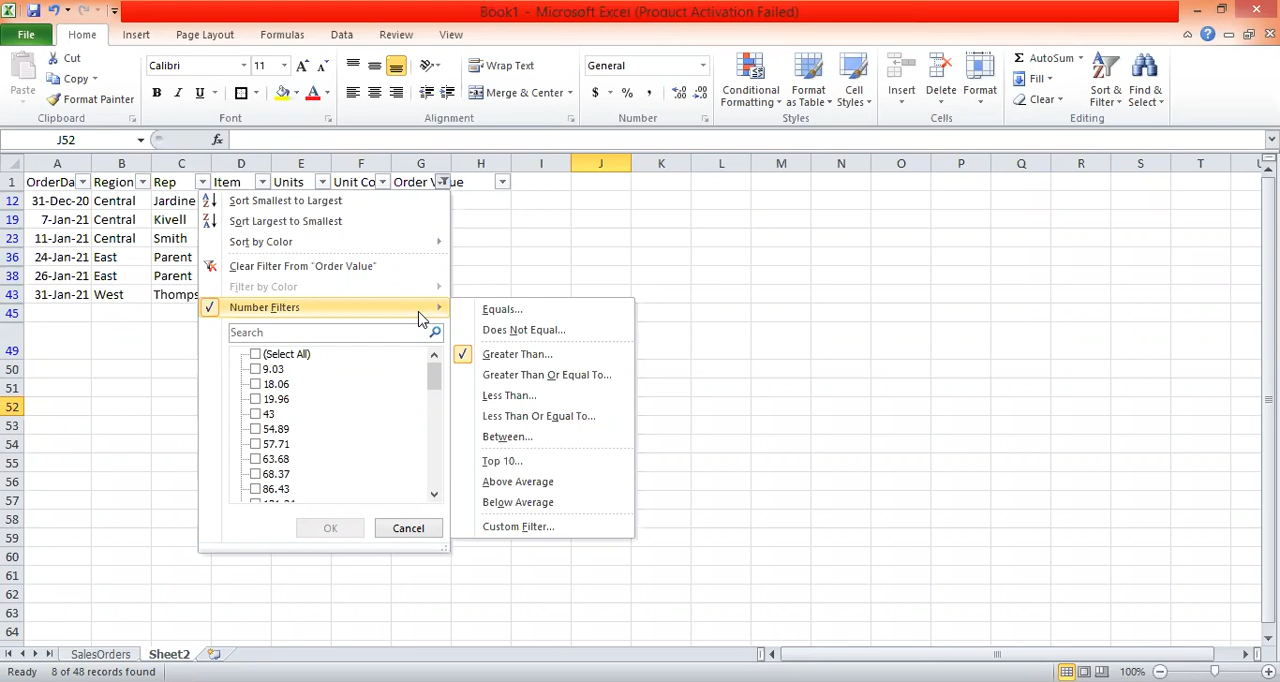 Book1 - Microsoft Excel (Product Activation Failed)
File Home Insert Page Layout Formulas Data Review View
Paste
Cut
Copy
Format Painter
Clipboard
Calibri 11
B I U
Font
Wrap Text
Merge & Center
Alignment
General
$ % ,
Number
Conditional Formatting
Format as Table
Cell Styles
Styles
Insert
Delete
Format
Cells
AutoSum
Fill
Clear
Sort & Filter
Find & Select
Editing
J52 fx
A B C D E F G H I J K L M N O P Q R S T U
1 OrderDa Region Rep Item Units Unit Co Order V lue
12 31-Dec-20 Central Jardine
19 7-Jan-21 Central Kivell
23 11-Jan-21 Central Smith
36 24-Jan-21 East Parent
38 26-Jan-21 East Parent
43 31-Jan-21 West Thomps
45
49
50
51
52
53
54
55
56
57
58
59
60
61
62
63
64
Sort Smallest to Largest
Sort Largest to Smallest
Sort by Color
Clear Filter From "Order Value"
Filter by Color
Number Filters
Search
(Select All)
9.03
18.06
19.96
43
54.89
57.71
63.68
68.37
86.43
OK Cancel
Equals...
Does Not Equal...
Greater Than...
Greater Than Or Equal To...
Less Than...
Less Than Or Equal To...
Between...
Top 10...
Above Average
Below Average
Custom Filter...
SalesOrders Sheet2
Ready 8 of 48 records found 100%